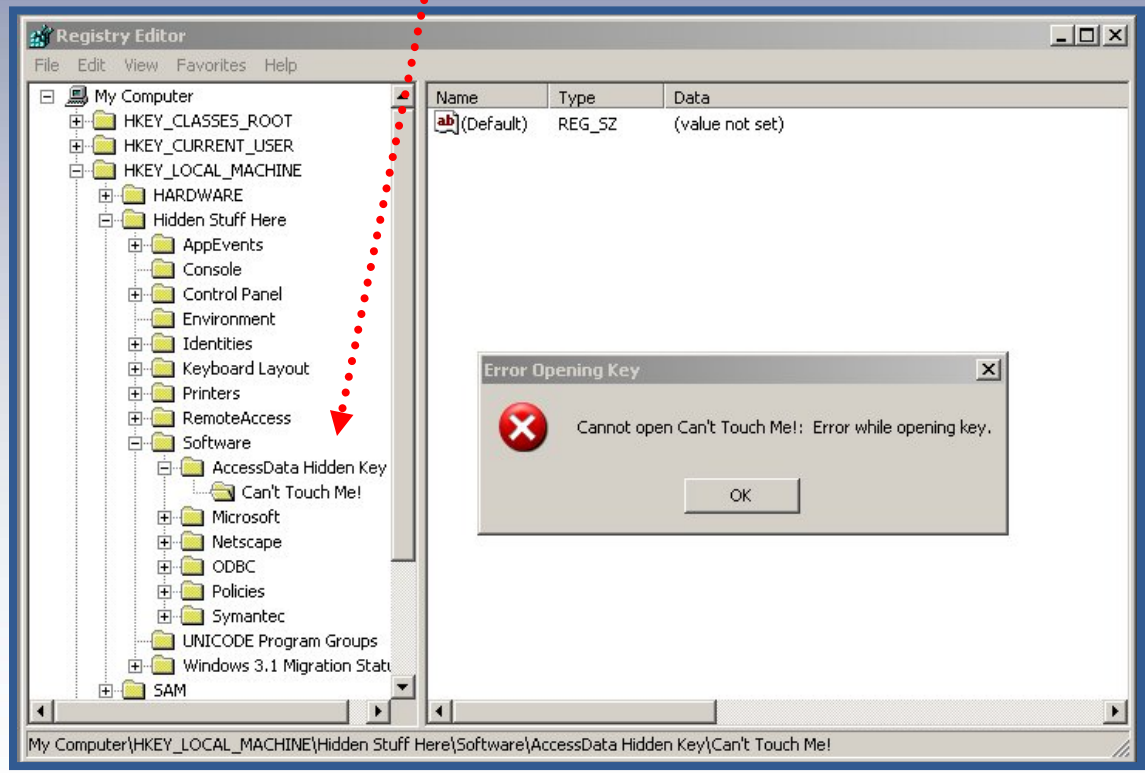 Registry Editor
File Edit View Favorites Help
My Computer
HKEY_CLASSES_ROOT
HKEY_CURRENT_USER
HKEY_LOCAL_MACHINE
HARDWARE
Hidden Stuff Here
AppEvents
Console
Control Panel
Environment
Identities
Keyboard Layout
Printers
RemoteAccess
Software
AccessData Hidden Key
Can't Touch Me!
Microsoft
Netscape
ODBC
Policies
Symantec
UNICODE Program Groups
Windows 3.1 Migration Statu
SAM
Name Type Data
ab (Default) REG_SZ (value not set)
Error Opening Key
Cannot open Can't Touch Me!: Error while opening key.
OK
My Computer\HKEY_LOCAL_MACHINE\Hidden Stuff Here\Software\AccessData Hidden Key\Can't Touch Me!